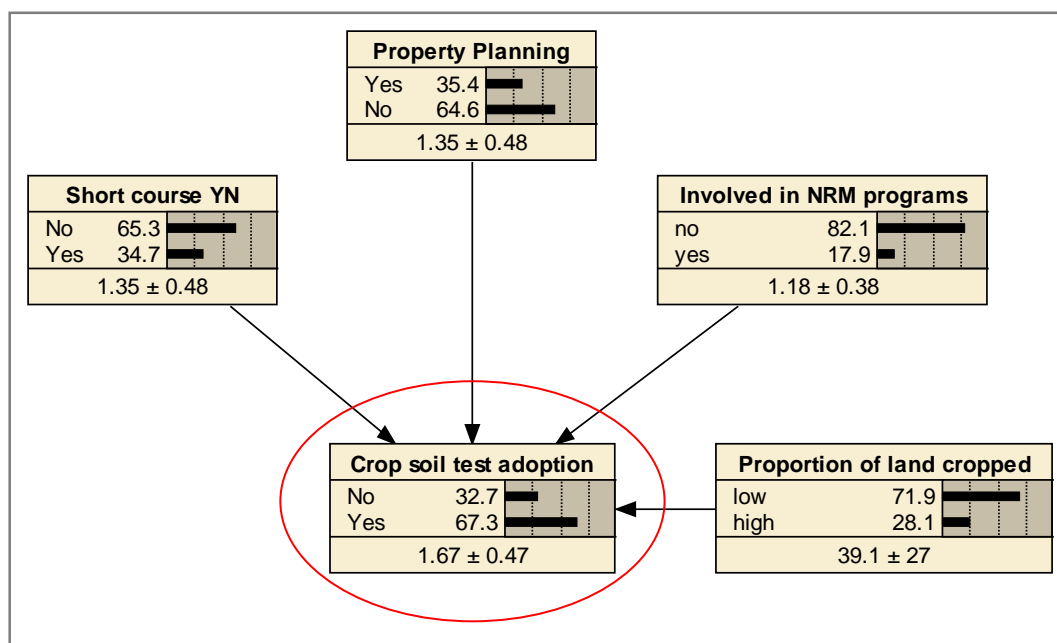 Property Planning
Yes 35.4
No 64.6
1.35 ± 0.48
Short course YN
No 65.3
Yes 34.7
1.35 ± 0.48
Involved in NRM programs
no 82.1
yes 17.9
1.18 ± 0.38
Crop soil test adoption
No 32.7
Yes 67.3
1.67 ± 0.47
Proportion of land cropped
low 71.9
high 28.1
39.1 ± 27